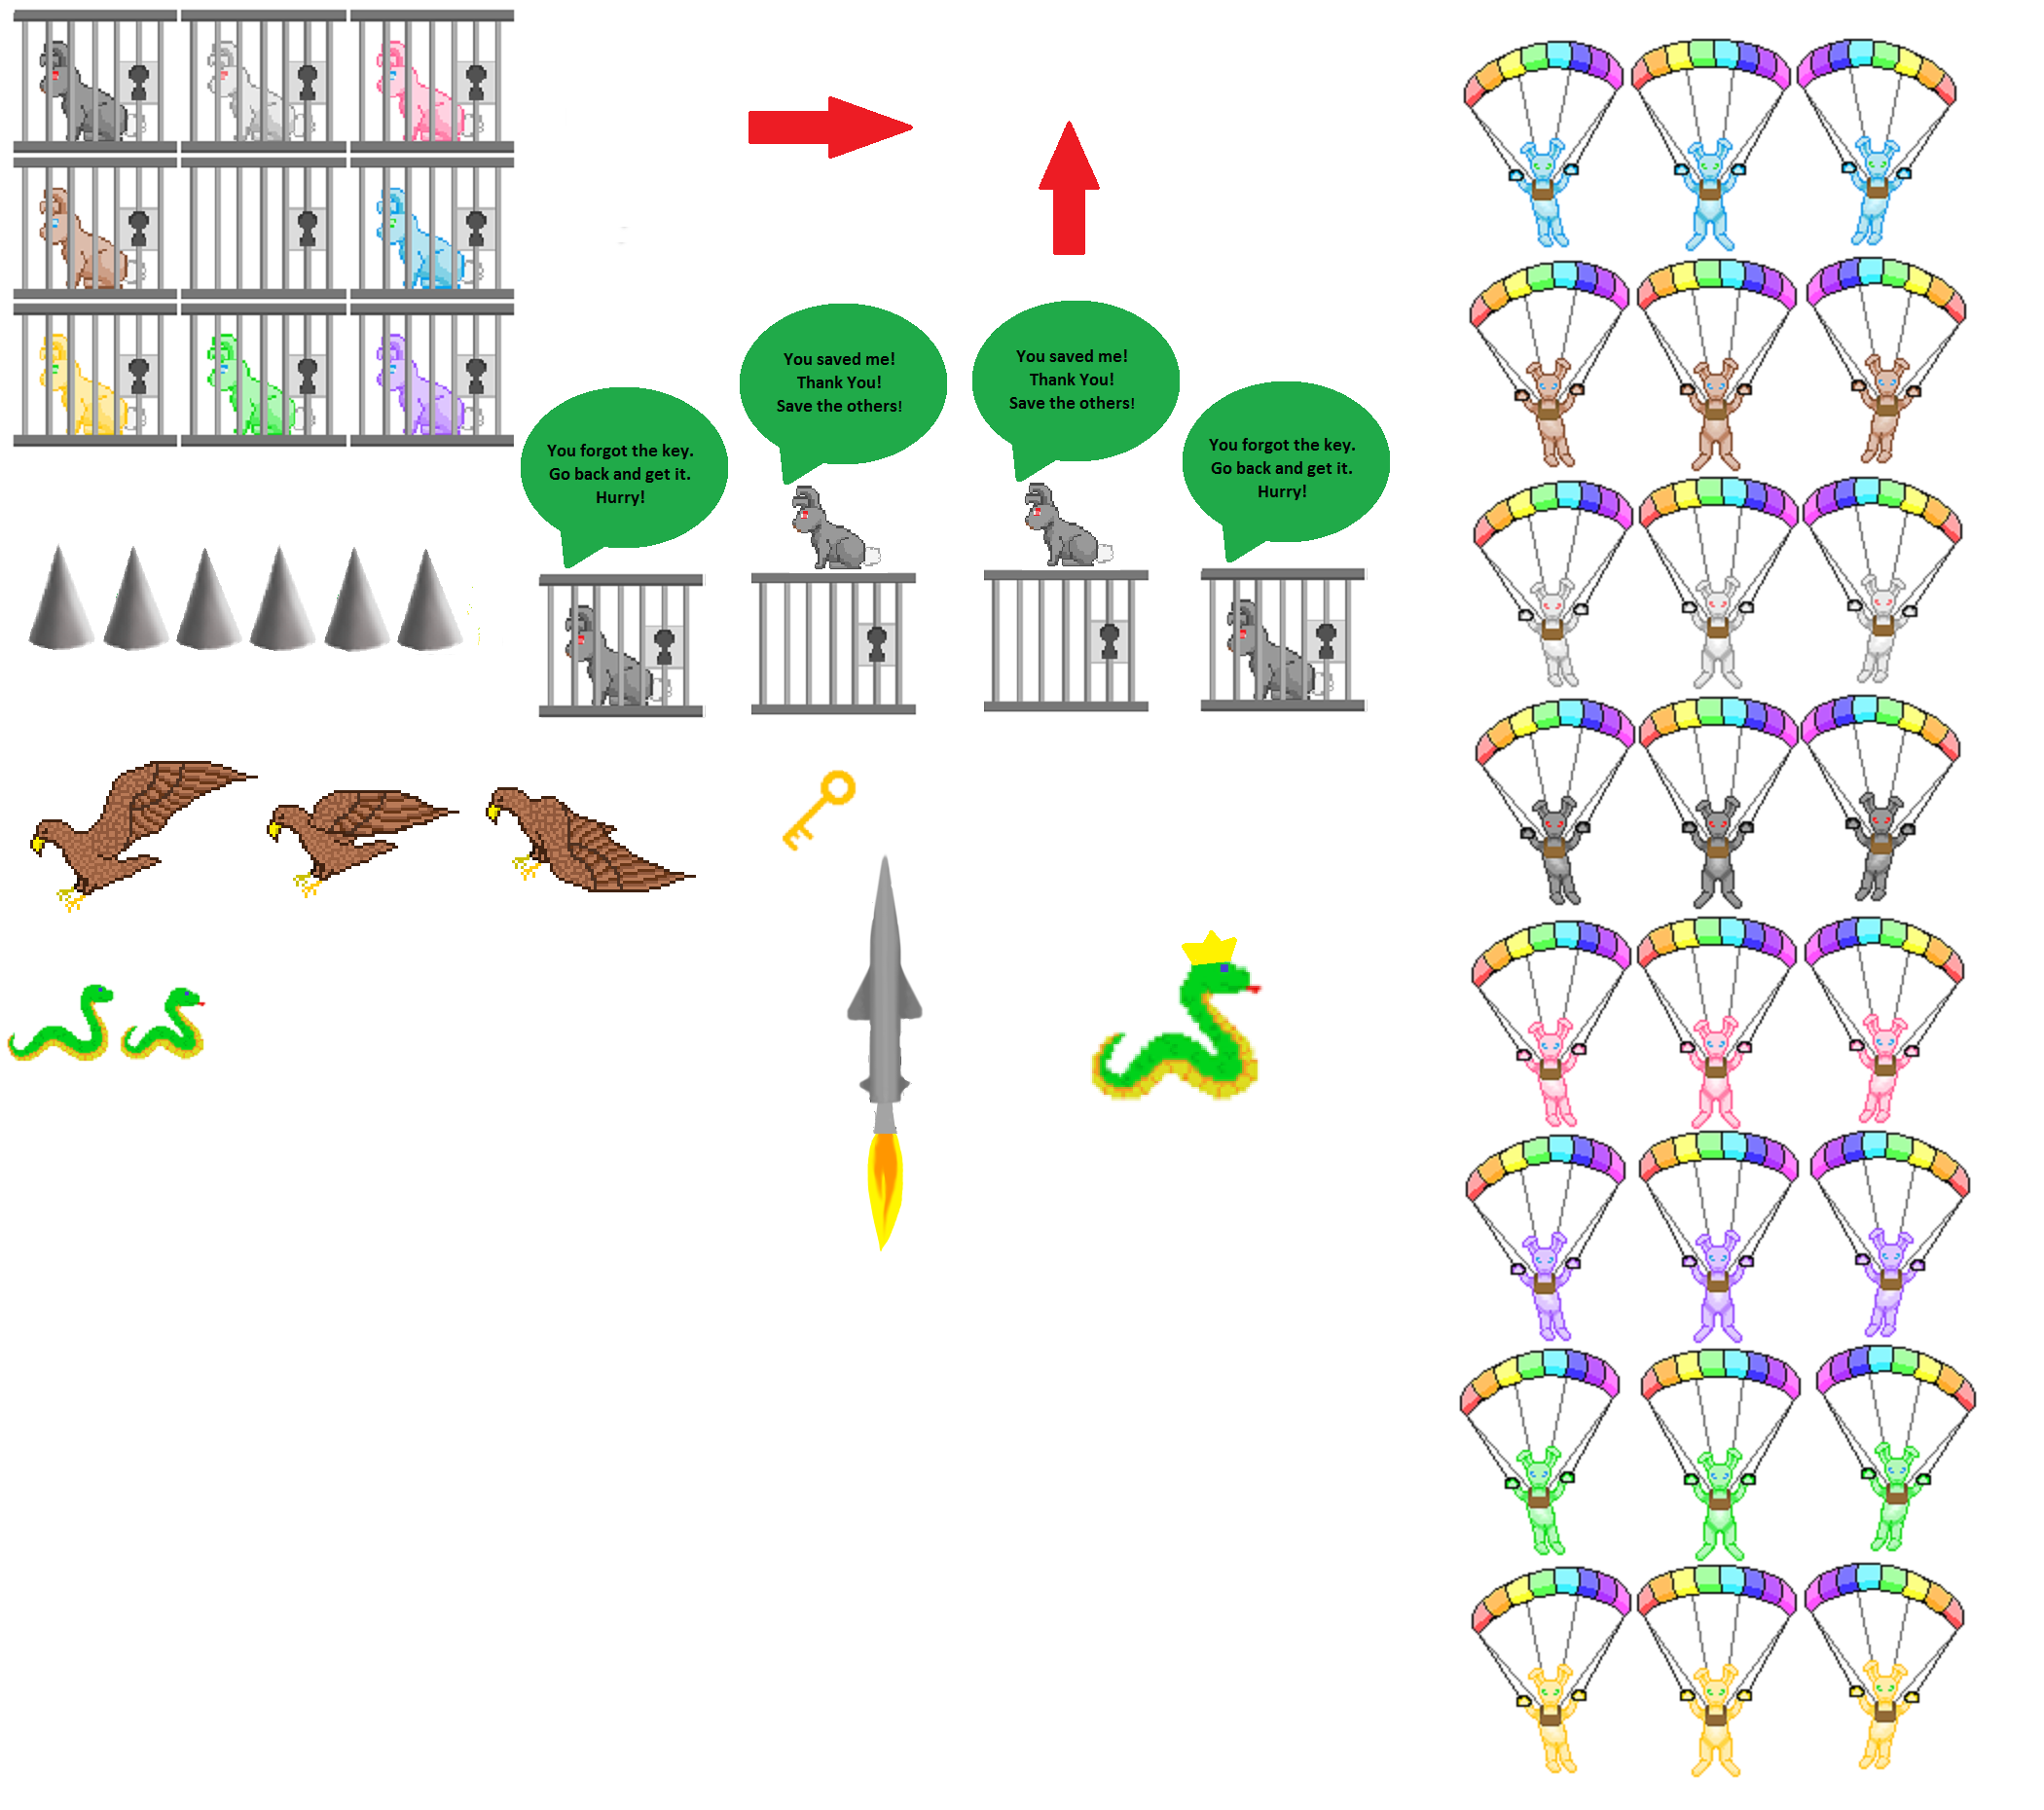 You forgot the key.
Go back and get it.
Hurry!
You saved me!
Thank You!
Save the others!
You saved me!
Thank You!
Save the others!
You forgot the key.
Go back and get it.
Hurry!